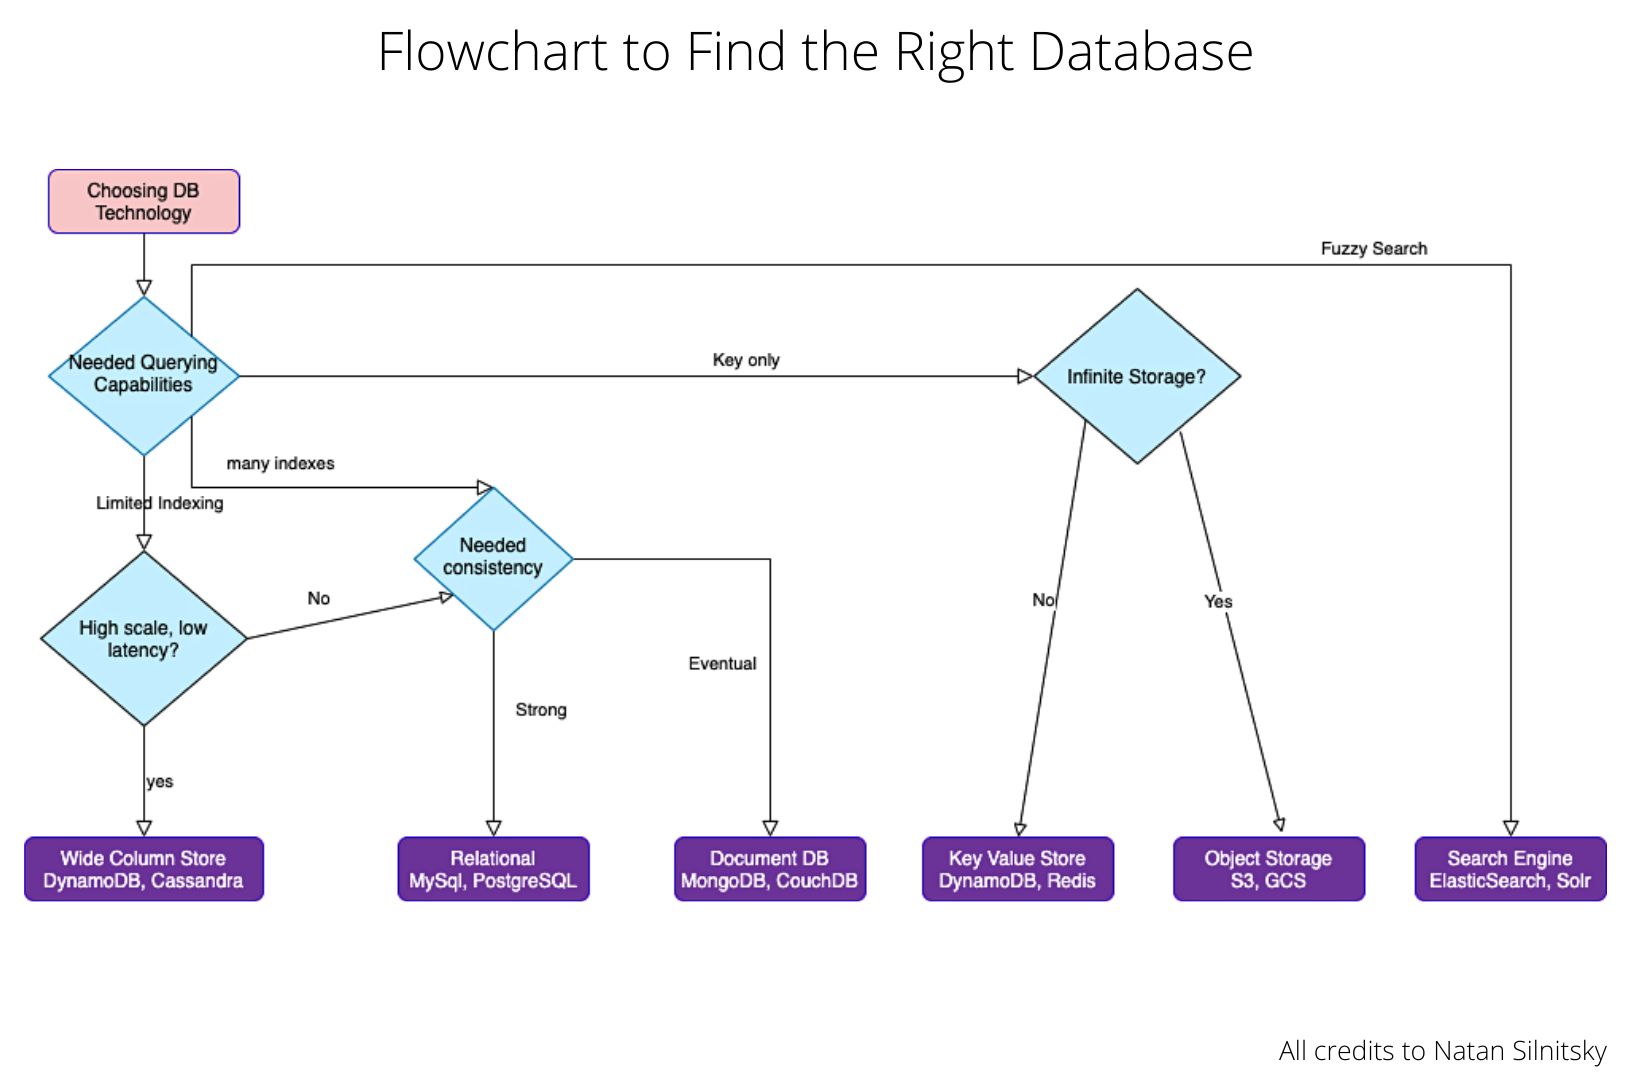 Flowchart to Find the Right Database
Choosing DB
Technology
Fuzzy Search
Needed Querying
Capabilities
Key only
Infinite Storage?
many indexes
Limited Indexing
Needed
consistency
No
High scale, low
latency?
No
Yes
Eventual
Strong
yes
Wide Column Store
DynamoDB, Cassandra
Relational
MySql, PostgreSQL
Document DB
MongoDB, CouchDB
Key Value Store
DynamoDB, Redis
Object Storage
S3, GCS
Search Engine
ElasticSearch, Solr
All credits to Natan Silnitsky